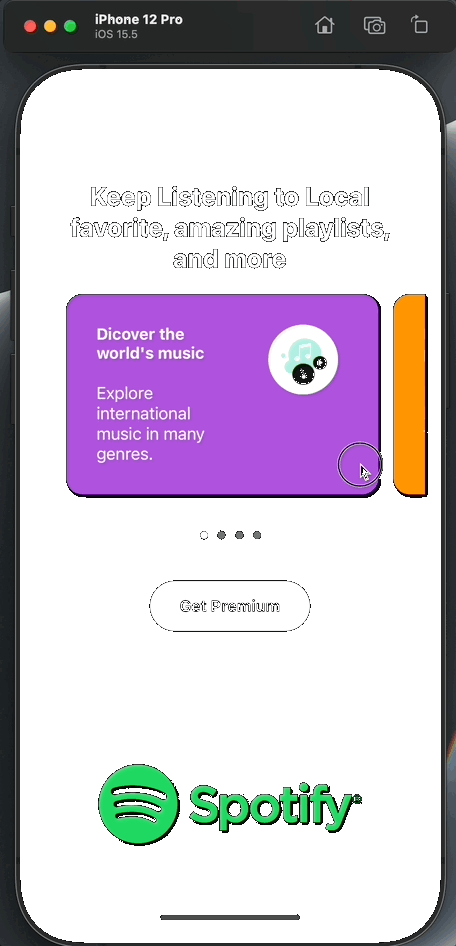 iPhone 12 Pro
iOS 15.5
Keep Listening to Local
favorite, amazing playlists,
and more
Dicover the
world's music
Explore
international
music in many
genres.
Get Premium
Spotify®